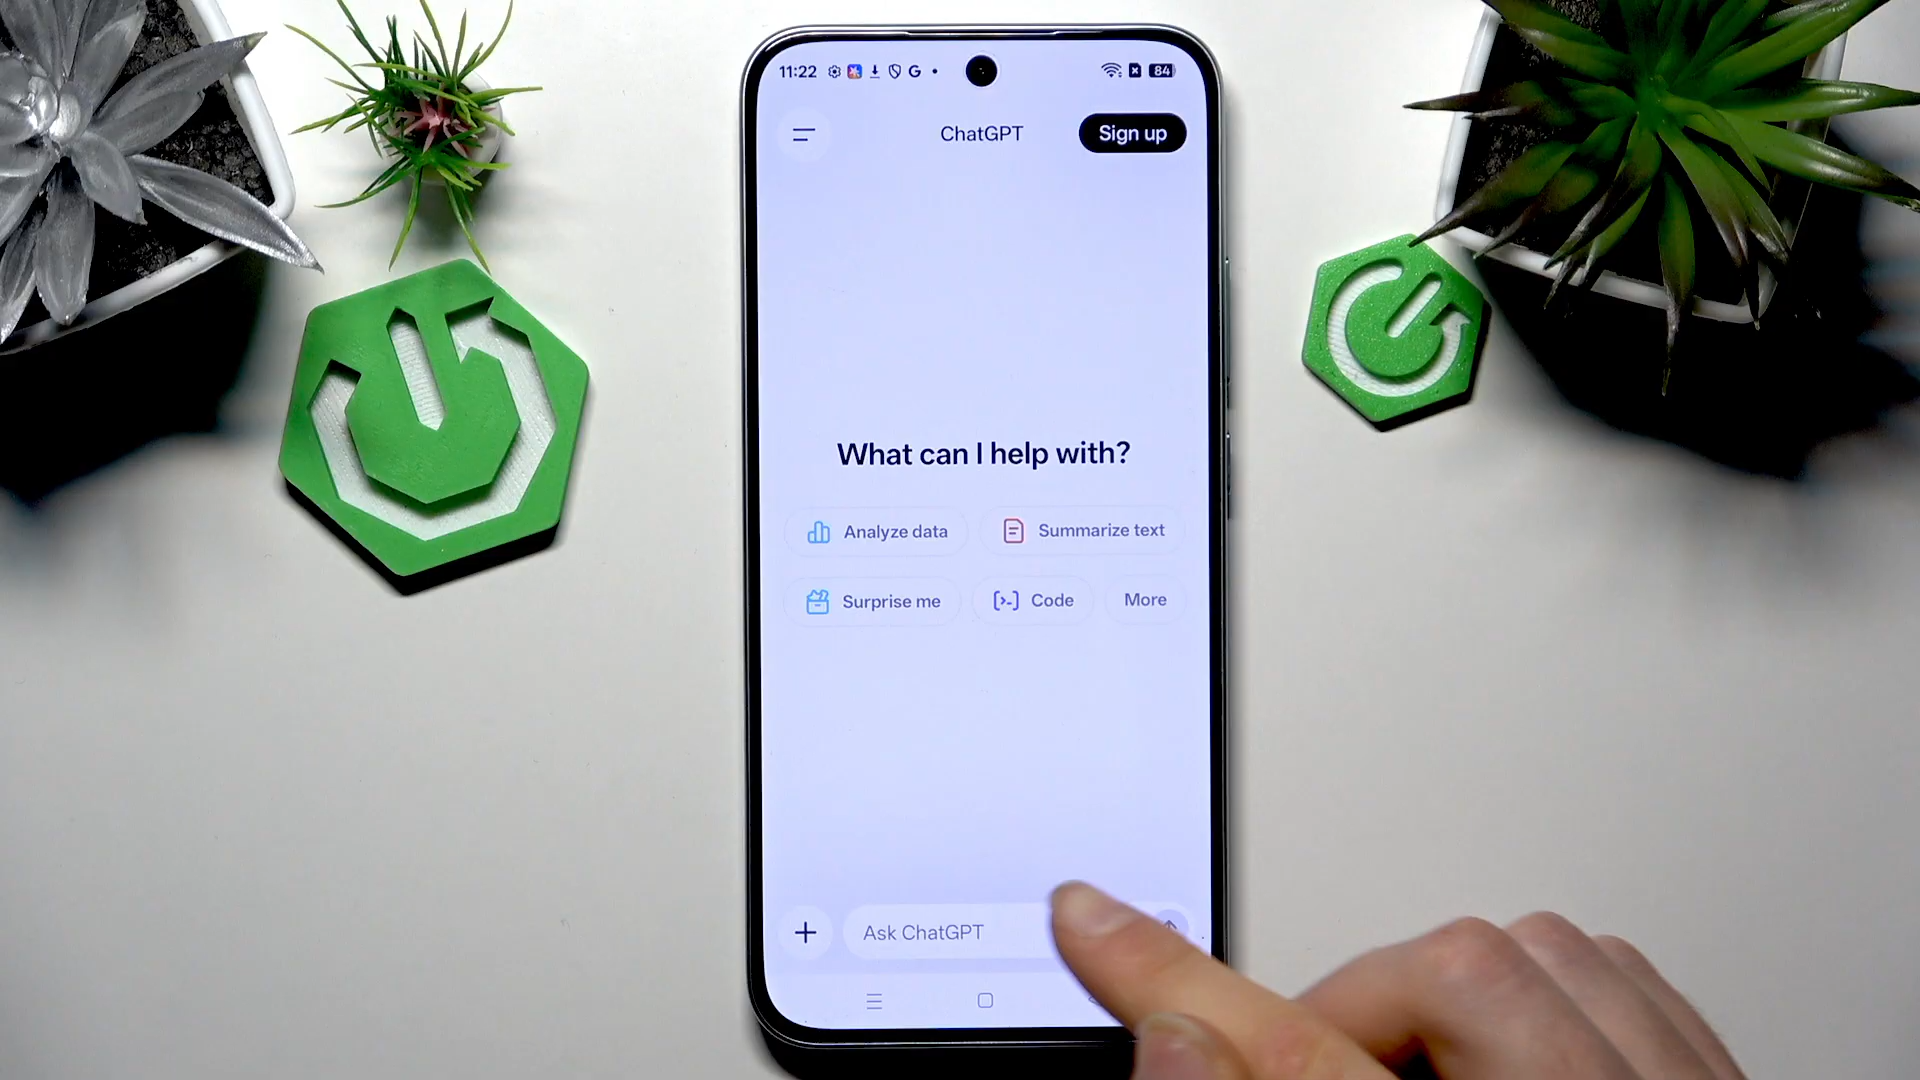 11:22
84
ChatGPT
Sign up
What can I help with?
Analyze data
Summarize text
Surprise me
Code
More
Ask ChatGPT